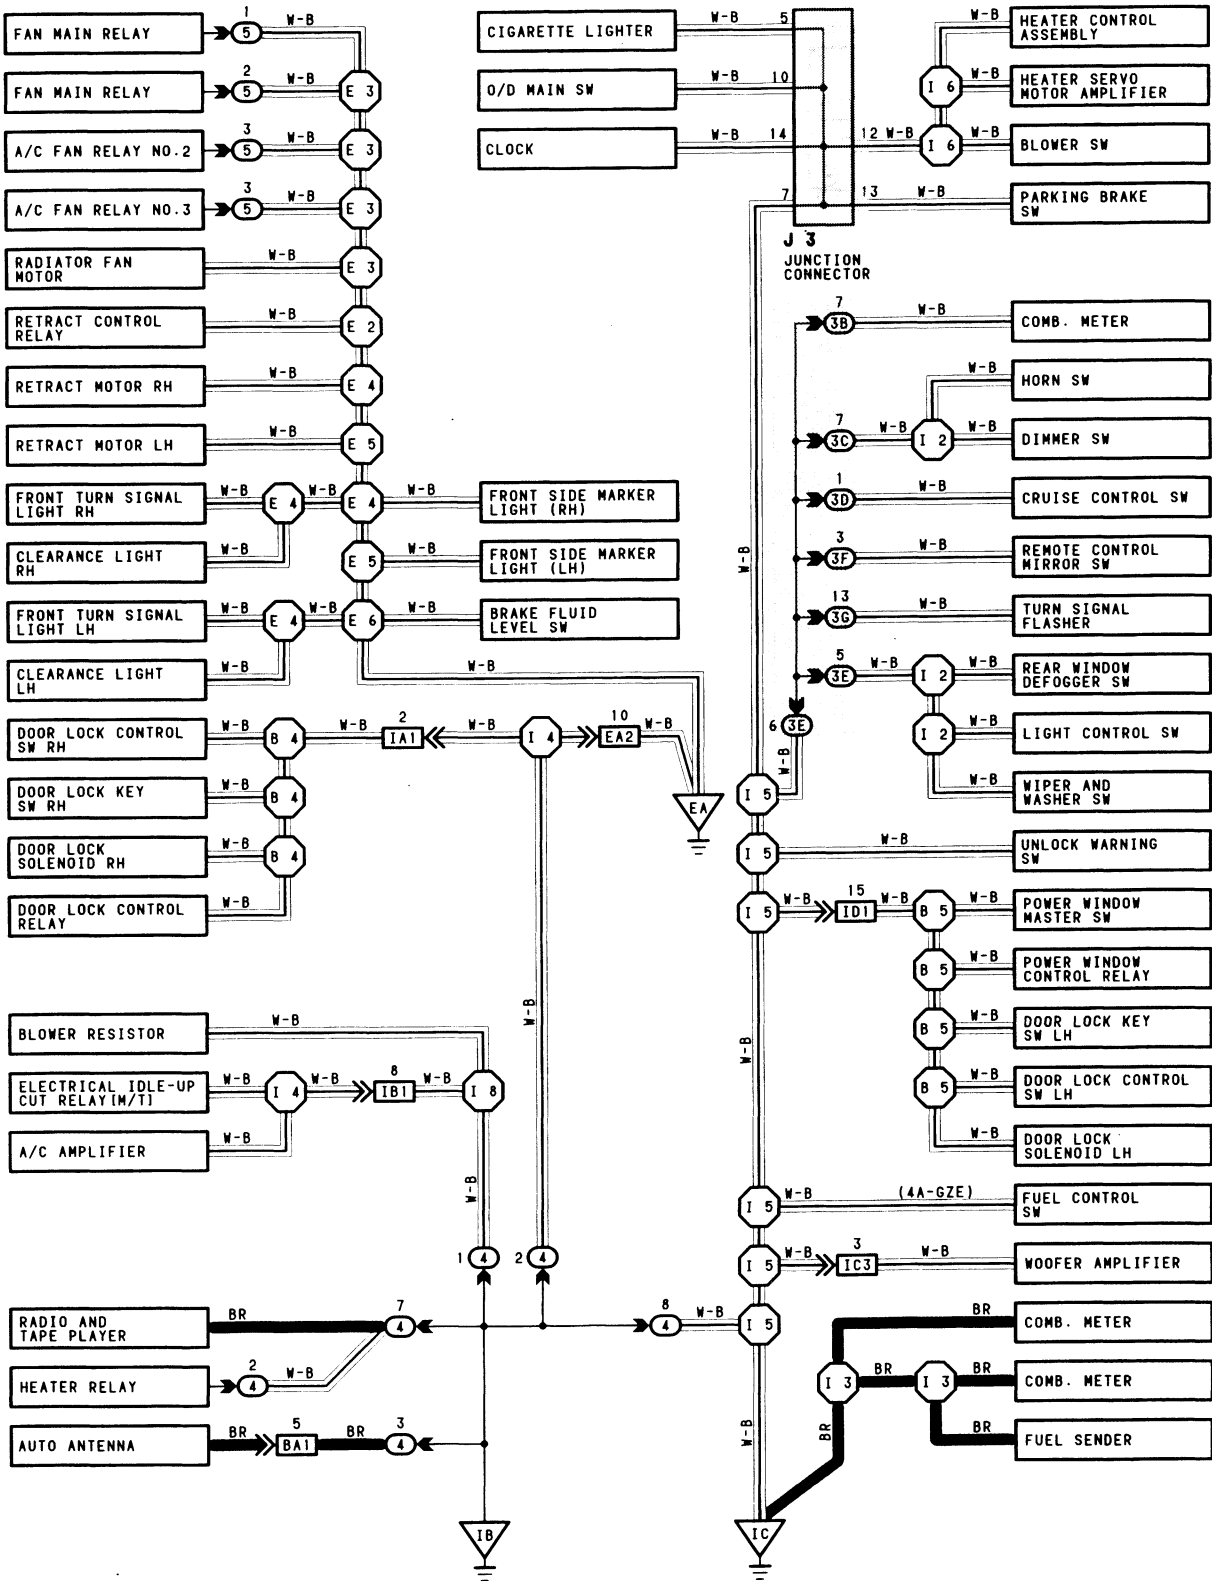 1
W-B
FAN MAIN RELAY
5
2
W-B
FAN MAIN RELAY
5
E 3
3
W-B
A/C FAN RELAY NO.2
5
E 3
3
W-B
A/C FAN RELAY NO.3
5
E 3
RADIATOR FAN
MOTOR
W-B
E 3
RETRACT CONTROL
RELAY
W-B
E 2
RETRACT MOTOR RH
W-B
E 4
RETRACT MOTOR LH
W-B
E 5
FRONT TURN SIGNAL
LIGHT RH
W-B
E 4
W-B
E 4
W-B
FRONT SIDE MARKER
LIGHT (RH)
CLEARANCE LIGHT
RH
W-B
E 5
W-B
FRONT SIDE MARKER
LIGHT (LH)
FRONT TURN SIGNAL
LIGHT LH
W-B
E 4
W-B
E 6
W-B
BRAKE FLUID
LEVEL SW
CLEARANCE LIGHT
LH
W-B
W-B
DOOR LOCK CONTROL
SW RH
W-B
B 4
W-B
2
IA1
W-B
I 4
10
EA2
W-B
DOOR LOCK KEY
SW RH
W-B
B 4
EA
DOOR LOCK
SOLENOID RH
W-B
B 4
DOOR LOCK CONTROL
RELAY
W-B
W-B
BLOWER RESISTOR
W-B
ELECTRICAL IDLE-UP
CUT RELAY[M/T]
W-B
I 4
W-B
8
IB1
W-B
I 8
A/C AMPLIFIER
W-B
W-B
1
4
2
4
RADIO AND
TAPE PLAYER
BR
7
4
8
4
W-B
HEATER RELAY
2
4
W-B
AUTO ANTENNA
BR
5
BA1
BR
3
4
IB
CIGARETTE LIGHTER
W-B
5
O/D MAIN SW
W-B
10
CLOCK
W-B
14
7
12
W-B
13
W-B
J 3
JUNCTION
CONNECTOR
W-B
HEATER CONTROL
ASSEMBLY
I 6
W-B
HEATER SERVO
MOTOR AMPLIFIER
I 6
W-B
BLOWER SW
PARKING BRAKE
SW
7
3B
W-B
COMB. METER
W-B
HORN SW
7
3C
W-B
I 2
W-B
DIMMER SW
1
3D
W-B
CRUISE CONTROL SW
W-B
3
3F
W-B
REMOTE CONTROL
MIRROR SW
13
3G
W-B
TURN SIGNAL
FLASHER
5
3E
W-B
I 2
W-B
REAR WINDOW
DEFOGGER SW
6
3E
I 2
W-B
LIGHT CONTROL SW
W-B
I 5
W-B
WIPER AND
WASHER SW
I 5
W-B
UNLOCK WARNING
SW
I 5
W-B
15
ID1
W-B
B 5
W-B
POWER WINDOW
MASTER SW
B 5
W-B
POWER WINDOW
CONTROL RELAY
W-B
B 5
W-B
DOOR LOCK KEY
SW LH
B 5
W-B
DOOR LOCK CONTROL
SW LH
W-B
DOOR LOCK
SOLENOID LH
I 5
W-B
(4A-GZE)
FUEL CONTROL
SW
I 5
W-B
3
IC3
W-B
WOOFER AMPLIFIER
I 5
BR
COMB. METER
I 3
BR
I 3
BR
COMB. METER
W-B
BR
BR
FUEL SENDER
IC